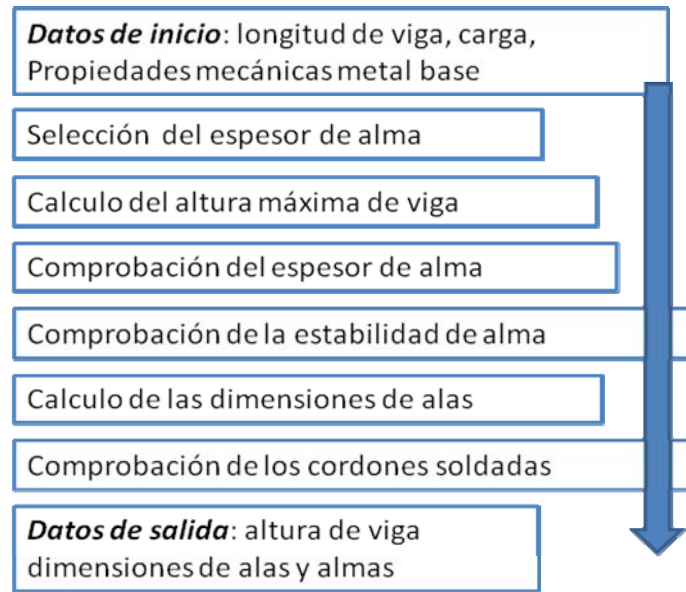 Datos de inicio: longitud de viga, carga,
Propiedades mecánicas metal base
Selección del espesor de alma
Calculo del altura máxima de viga
Comprobación del espesor de alma
Comprobación de la estabilidad de alma
Calculo de las dimensiones de alas
Comprobación de los cordones soldadas
Datos de salida: altura de viga
dimensiones de alas y almas